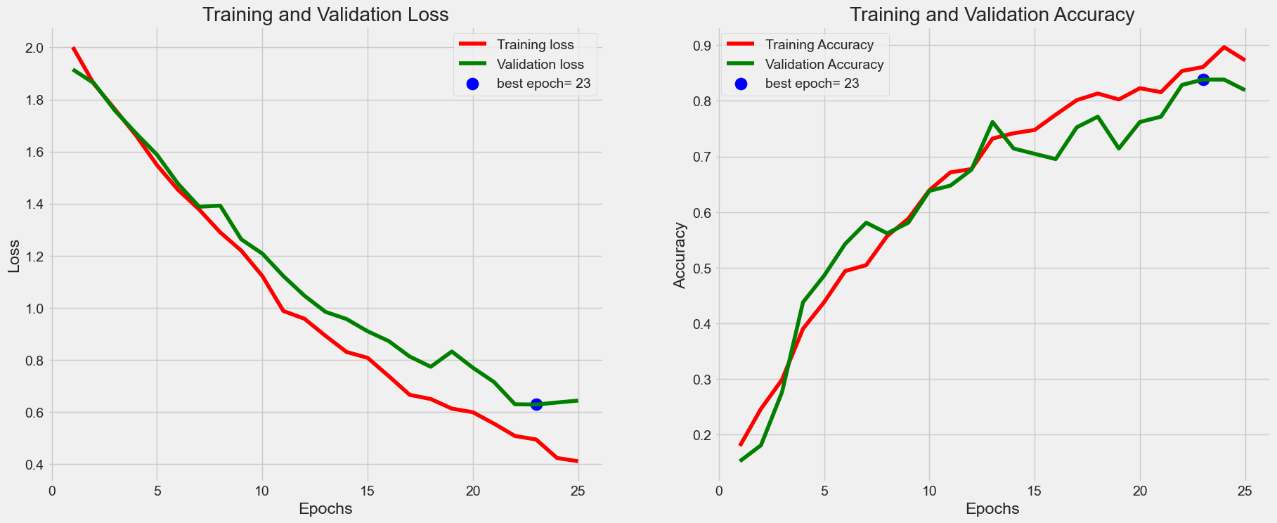 Training and Validation Loss
Training loss
Validation loss
best epoch= 23
Loss
2.0
1.8
1.6
1.4
1.2
1.0
0.8
0.6
0.4
0 5 10 15 20 25
Epochs
Training and Validation Accuracy
Training Accuracy
Validation Accuracy
best epoch= 23
Accuracy
0.9
0.8
0.7
0.6
0.5
0.4
0.3
0.2
0 5 10 15 20 25
Epochs